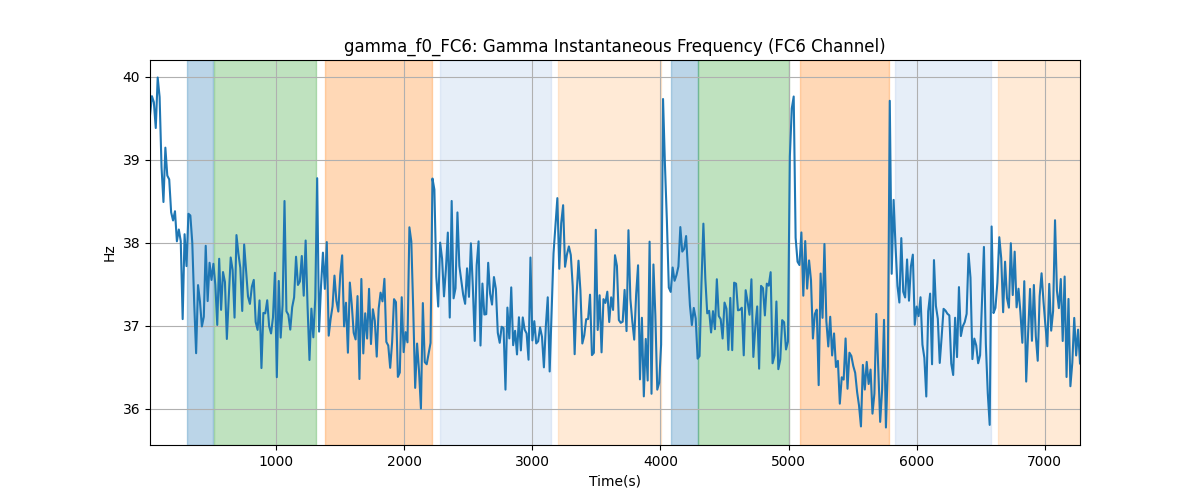 gamma_f0_FC6: Gamma Instantaneous Frequency (FC6 Channel)
40
39
38
37
36
Hz
1000 2000 3000 4000 5000 6000 7000
Time(s)